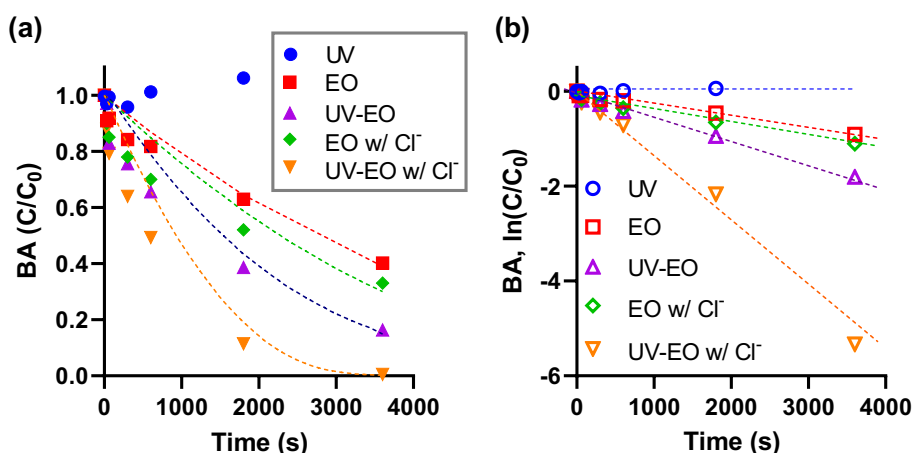 (a)
BA (C/C₀)
1.0
0.8
0.6
0.4
0.2
0.0
0
1000
2000
3000
4000
Time (s)
UV
EO
UV-EO
EO w/ Cl⁻
UV-EO w/ Cl⁻
(b)
BA, ln(C/C₀)
0
-2
-4
-6
0
1000
2000
3000
4000
Time (s)
UV
EO
UV-EO
EO w/ Cl⁻
UV-EO w/ Cl⁻